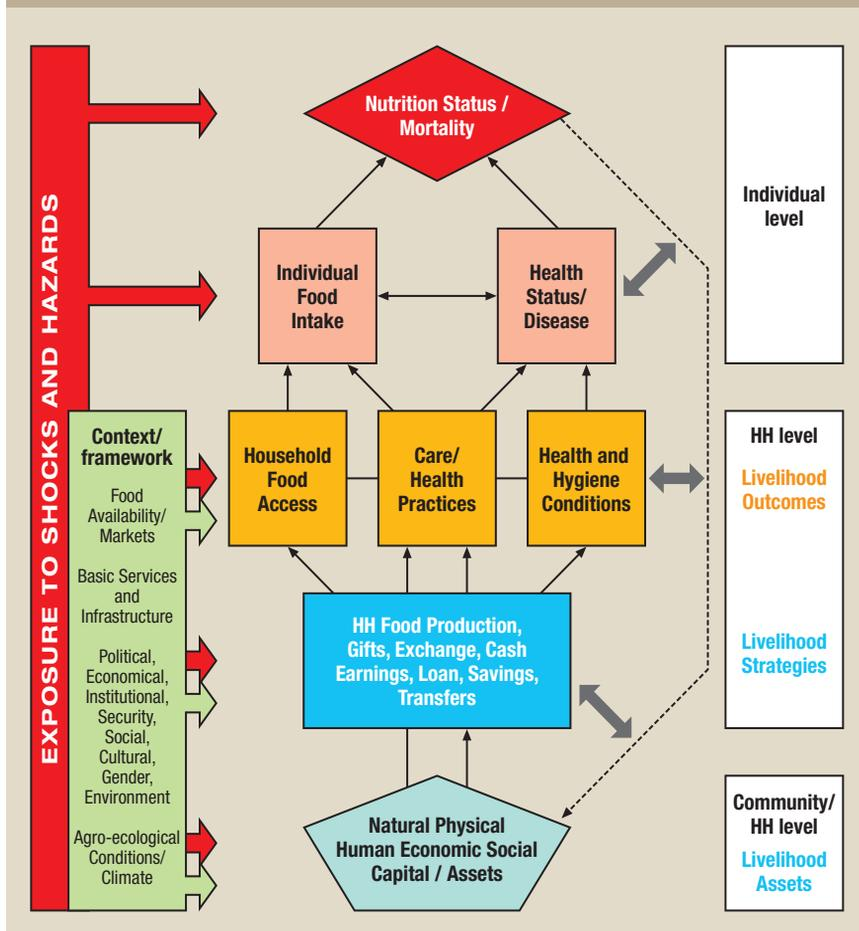 EXPOSURE TO SHOCKS AND HAZARDS
Nutrition Status /
Mortality
Individual
level
Individual
Food
Intake
Health
Status/
Disease
Context/
framework
Food
Availability/
Markets
Basic Services
and
Infrastructure
Political,
Economical,
Institutional,
Security,
Social,
Cultural,
Gender,
Environment
Agro-ecological
Conditions/
Climate
Household
Food
Access
Care/
Health
Practices
Health and
Hygiene
Conditions
HH level
Livelihood
Outcomes
Livelihood
Strategies
HH Food Production,
Gifts, Exchange, Cash
Earnings, Loan, Savings,
Transfers
Natural Physical
Human Economic Social
Capital / Assets
Community/
HH level
Livelihood
Assets